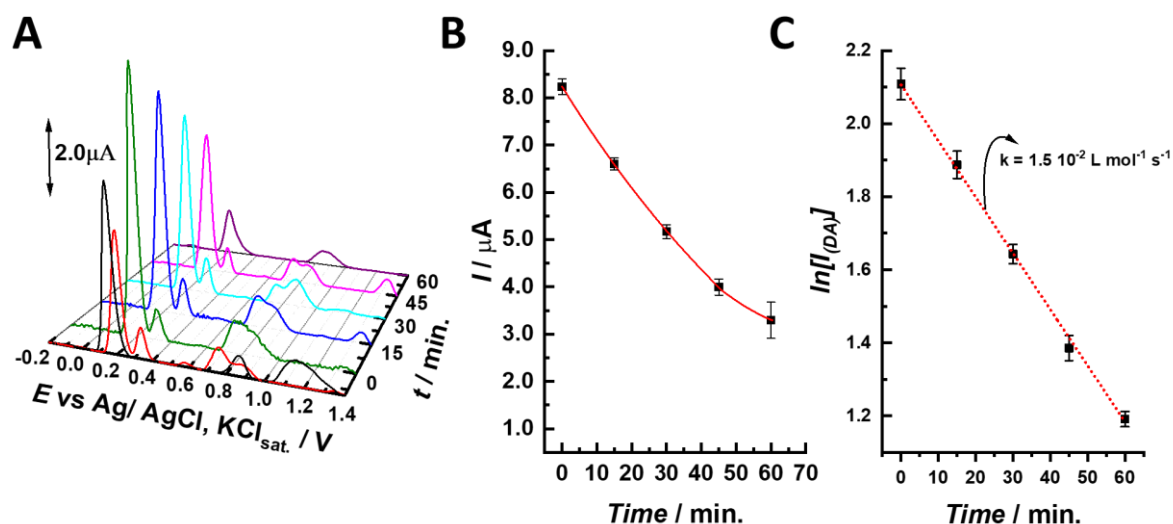 A
2.0μA
-0.2 0.0 0.2 0.4 0.6 0.8 1.0 1.2 1.4
E vs Ag/ AgCl, KCl sat. / V
0 15 30 45 60
t / min.
B
9.0
8.0
7.0
6.0
5.0
4.0
3.0
2.0
1.0
I / μA
0 10 20 30 40 50 60 70
Time / min.
C
2.2
2.0
1.8
1.6
1.4
1.2
ln[I(DA)]
k = 1.5 10⁻² L mol⁻¹ s⁻¹
0 10 20 30 40 50 60
Time / min.